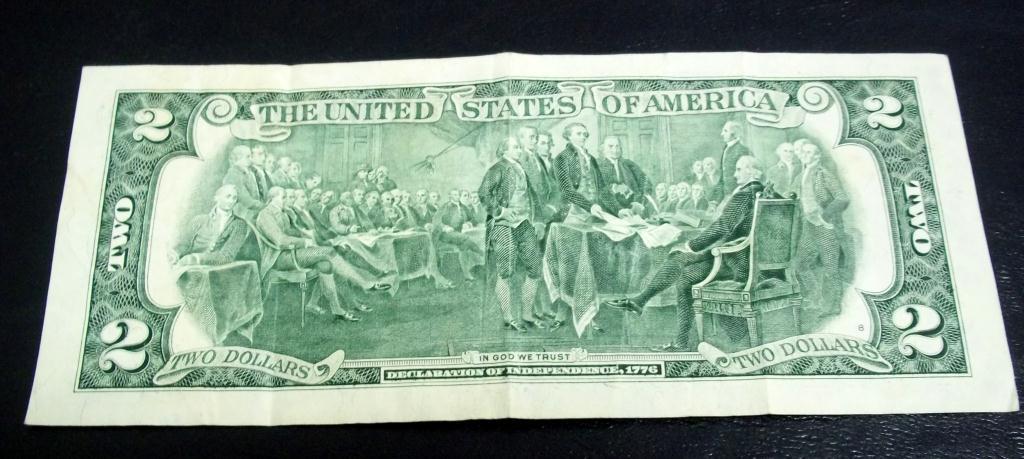 THE UNITED STATES OF AMERICA
2
2
TWO
TWO
2
2
8
TWO DOLLARS
IN GOD WE TRUST
TWO DOLLARS
DECLARATION OF INDEPENDENCE, 1776